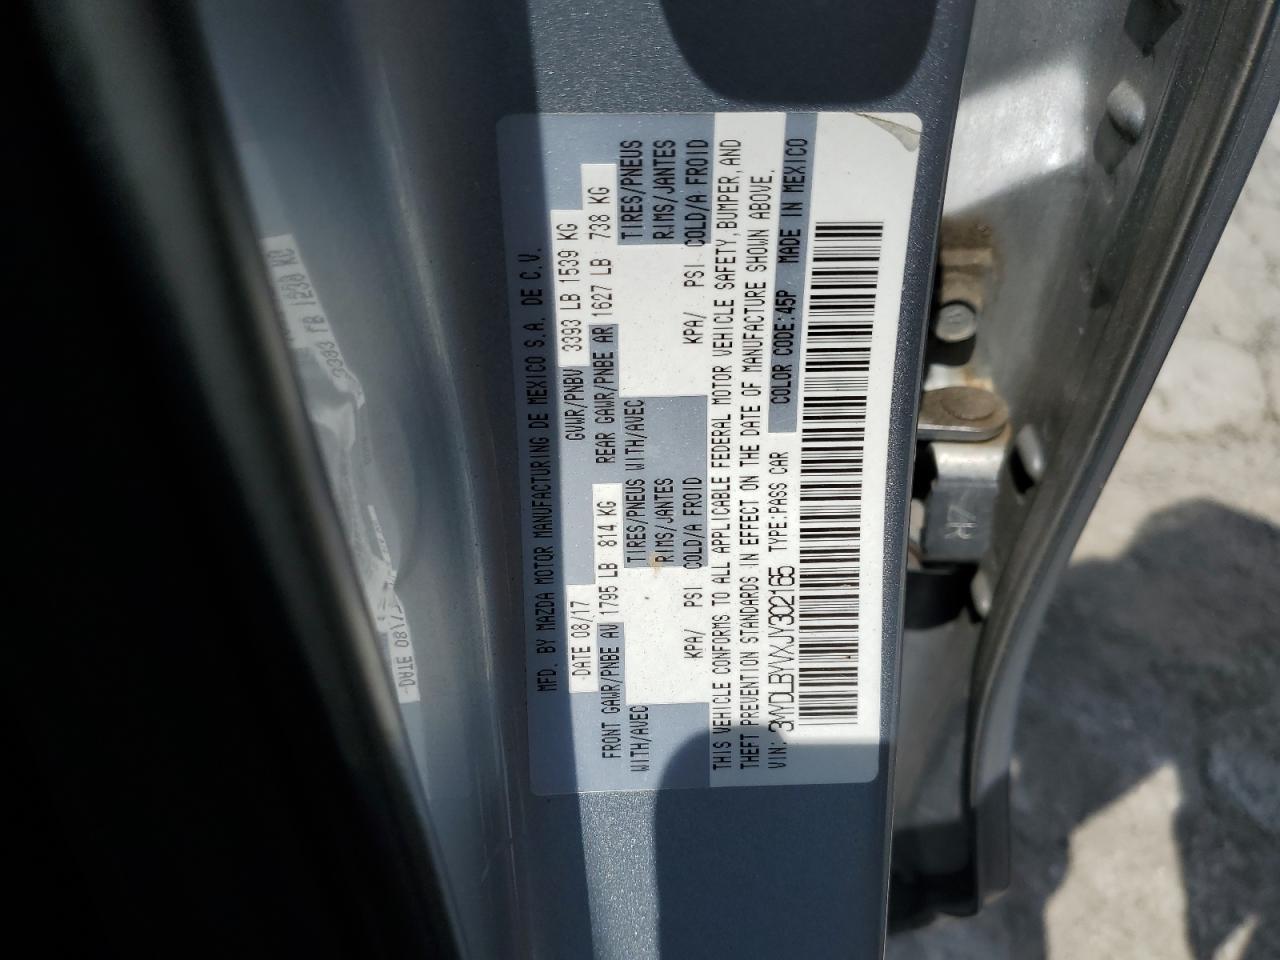 MFD. BY MAZDA MOTOR MANUFACTURING DE MEXICO S.A. DE C.V.
DATE 08/17 GVWR/PNBV 3393 LB 1539 KG
FRONT GAWR/PNBE AV 1795 LB 814 KG REAR GAWR/PNBE AR 1627 LB 738 KG
WITH/AVEC TIRES/PNEUS WITH/AVEC TIRES/PNEUS
RIMS/JANTES RIMS/JANTES
KPA/ PSI COLD/A FROID KPA/ PSI COLD/A FROID
THIS VEHICLE CONFORMS TO ALL APPLICABLE FEDERAL MOTOR VEHICLE SAFETY, BUMPER, AND
THEFT PREVENTION STANDARDS IN EFFECT ON THE DATE OF MANUFACTURE SHOWN ABOVE.
VIN: 3MYDLBYVXJY302165 TYPE:PASS CAR COLOR CODE:45P MADE IN MEXICO
ZR